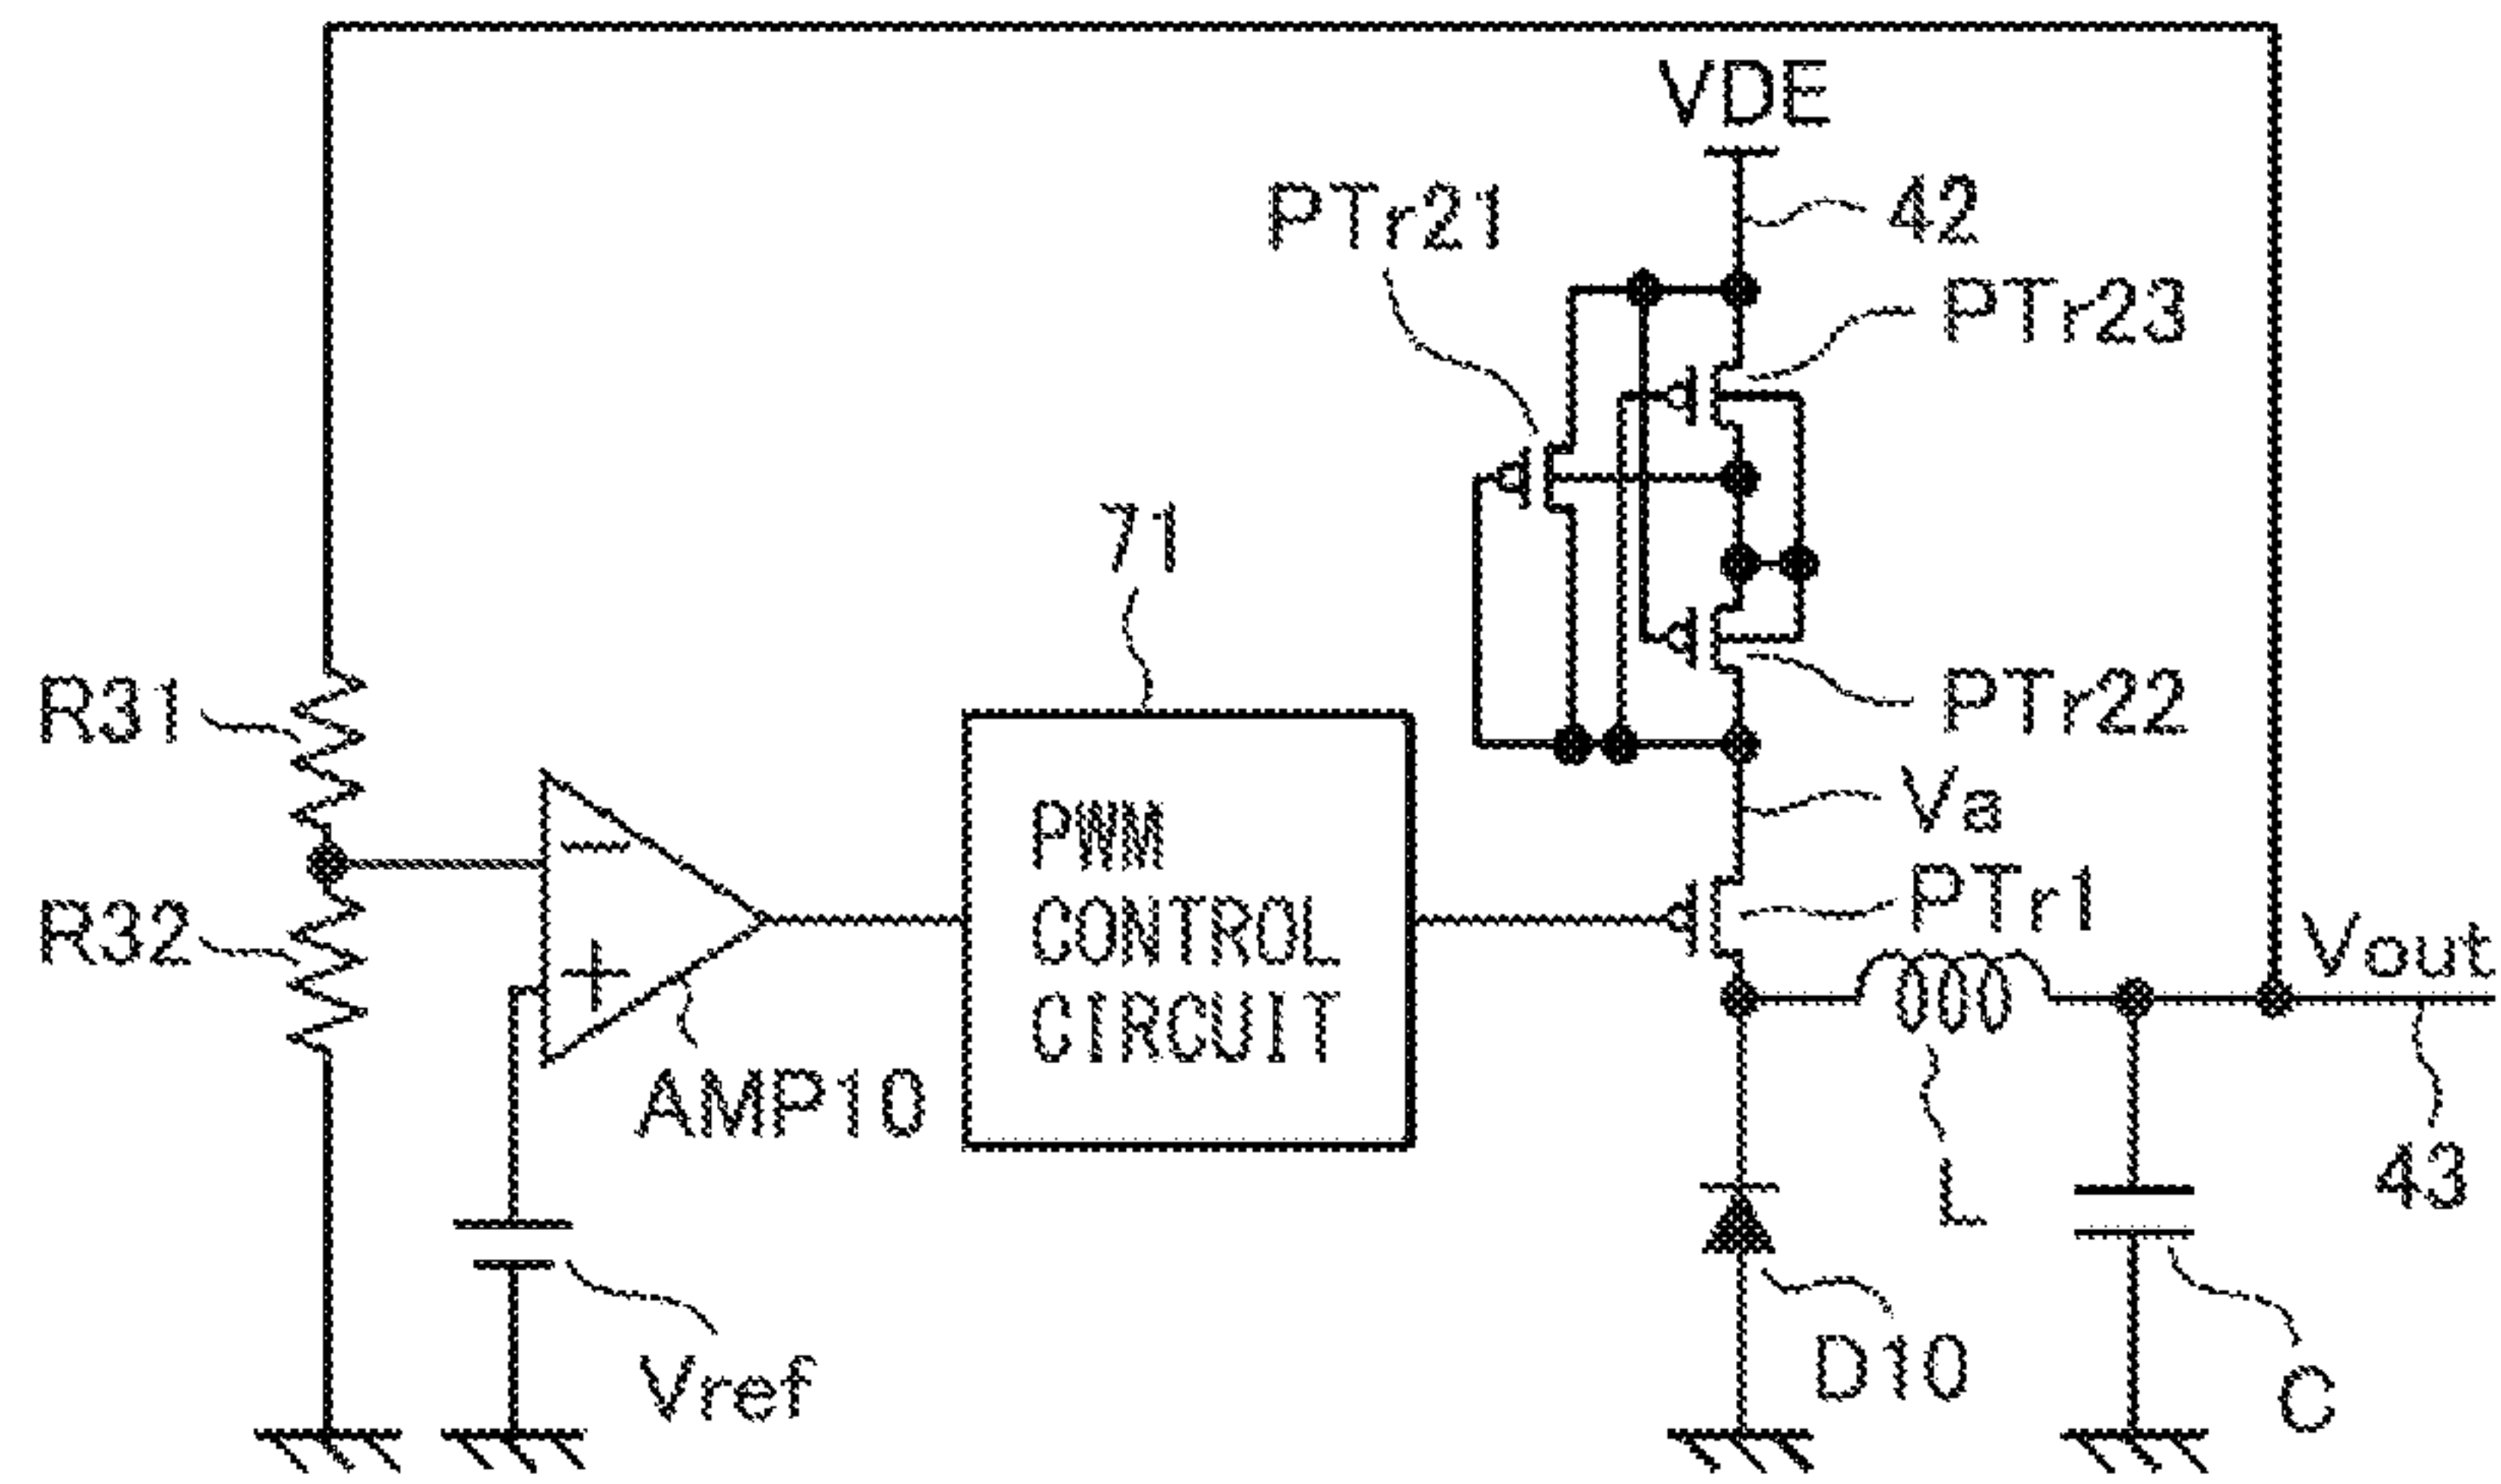 VDE
PTr21
42
PTr23
71
R31
PTr22
Va
PWM
CONTROL
CIRCUIT
PTr1
R32
−
+
Vout
AMP10
L
43
Vref
D10
C